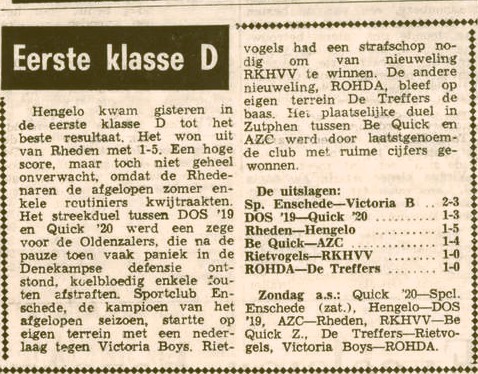 Eerste klasse D
Hengelo kwam gisteren in
de eerste klasse D tot het
beste resultaat. Het won uit
van Rheden met 1-5. Een hoge
score, maar toch niet geheel
onverwacht, omdat de Rhede-
naren de afgelopen zomer en-
kele routiniers kwijtraakten.
Het streekduel tussen DOS '19
en Quick '20 werd een zege
voor de Oldenzalers, die na de
pauze toen vaak paniek in de
Denekampse defensie ont-
stond, koelbloedig enkele fou-
ten afstraften. Sportclub En-
schede, de kampioen van het
afgelopen seizoen, startte op
eigen terrein met een neder-
laag tegen Victoria Boys. Riet-
vogels had een strafschop no-
dig om van nieuweling
RKHVV te winnen. De andere
nieuweling, ROHDA, bleef op
eigen terrein De Treffers de
baas. Het plaatselijke duel in
Zutphen tussen Be Quick en
AZC werd door laatstgenoem-
de club met ruime cijfers ge-
wonnen.
De uitslagen:
Sp. Enschede—Victoria B .. 2-3
DOS '19—Quick '20 ........ 1-3
Rheden—Hengelo ........ 1-5
Be Quick—AZC ........ 1-4
Rietvogels—RKHVV ........ 1-0
ROHDA—De Treffers ........ 1-0
Zondag a.s.: Quick '20—Spcl.
Enschede (zat.), Hengelo—DOS
'19, AZC—Rheden, RKHVV—Be
Quick Z., De Treffers—Rietvo-
gels, Victoria Boys—ROHDA.